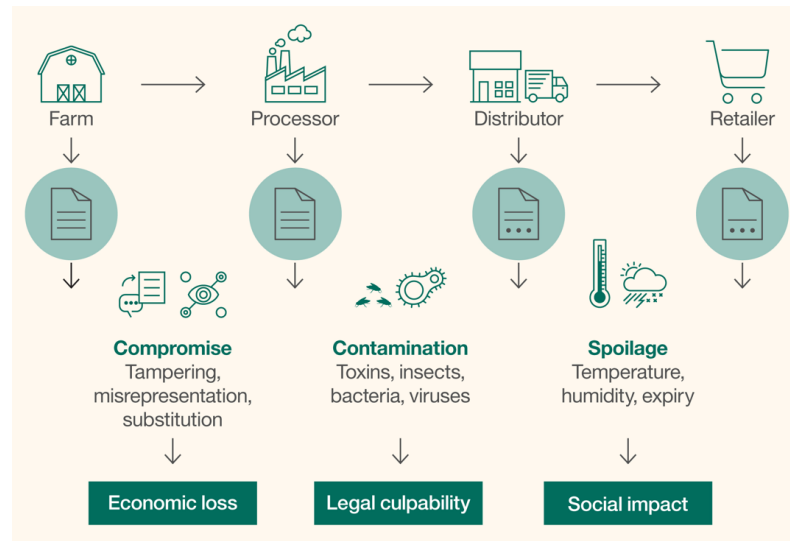 Farm
Processor
Distributor
Retailer
Compromise
Tampering,
misrepresentation,
substitution
Contamination
Toxins, insects,
bacteria, viruses
Spoilage
Temperature,
humidity, expiry
Economic loss
Legal culpability
Social impact